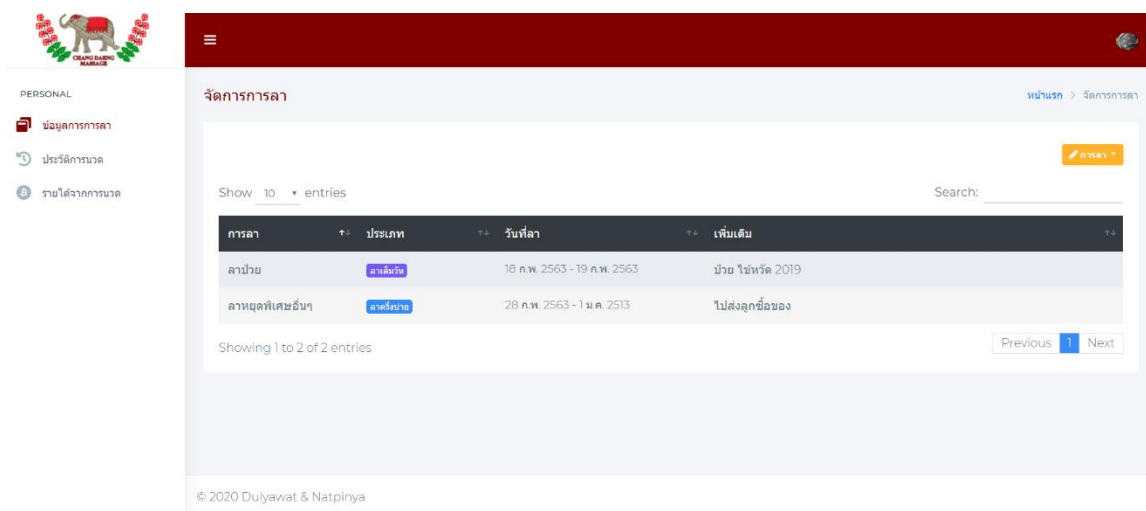 CHANG DAENG
MASSAGE
PERSONAL
ข้อมูลการการลา
ประวัติการนวด
รายได้จากการนวด
จัดการการลา
หน้าแรก > จัดการการลา
การลา
Show 10 entries
Search:
การลา ประเภท วันที่ลา เพิ่มเติม
ลาป่วย ลาเต็มวัน 18 ก.พ. 2563 - 19 ก.พ. 2563 ป่วย ไข้หวัด 2019
ลาหยุดพิเศษอื่นๆ ลาครึ่งบ่าย 28 ก.พ. 2563 - 1 ม.ค. 2513 ไปส่งลูกซื้อของ
Showing 1 to 2 of 2 entries
Previous 1 Next
© 2020 Dulyawat & Natpinya